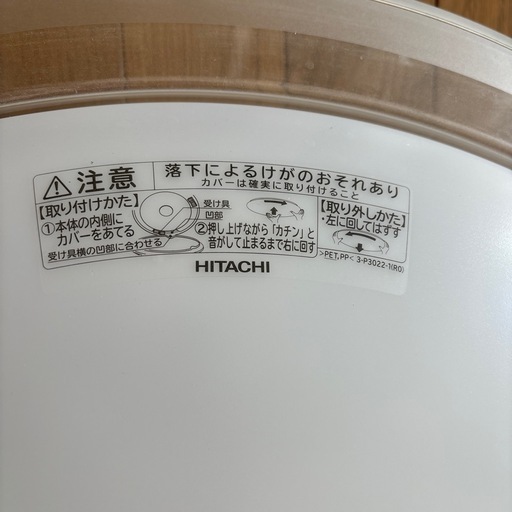 注意
落下によるけがのおそれあり
カバーは確実に取り付けること
【取り付けかた】
①本体の内側に
カバーをあてる
受け具横の凹部に合わせる
受け具
凹部
②押し上げながら「カチン」と
音がして止まるまで右に回す
【取り外しかた】
・左に回してはずす
>PET,PP< 3-P3022-1(R0)
HITACHI